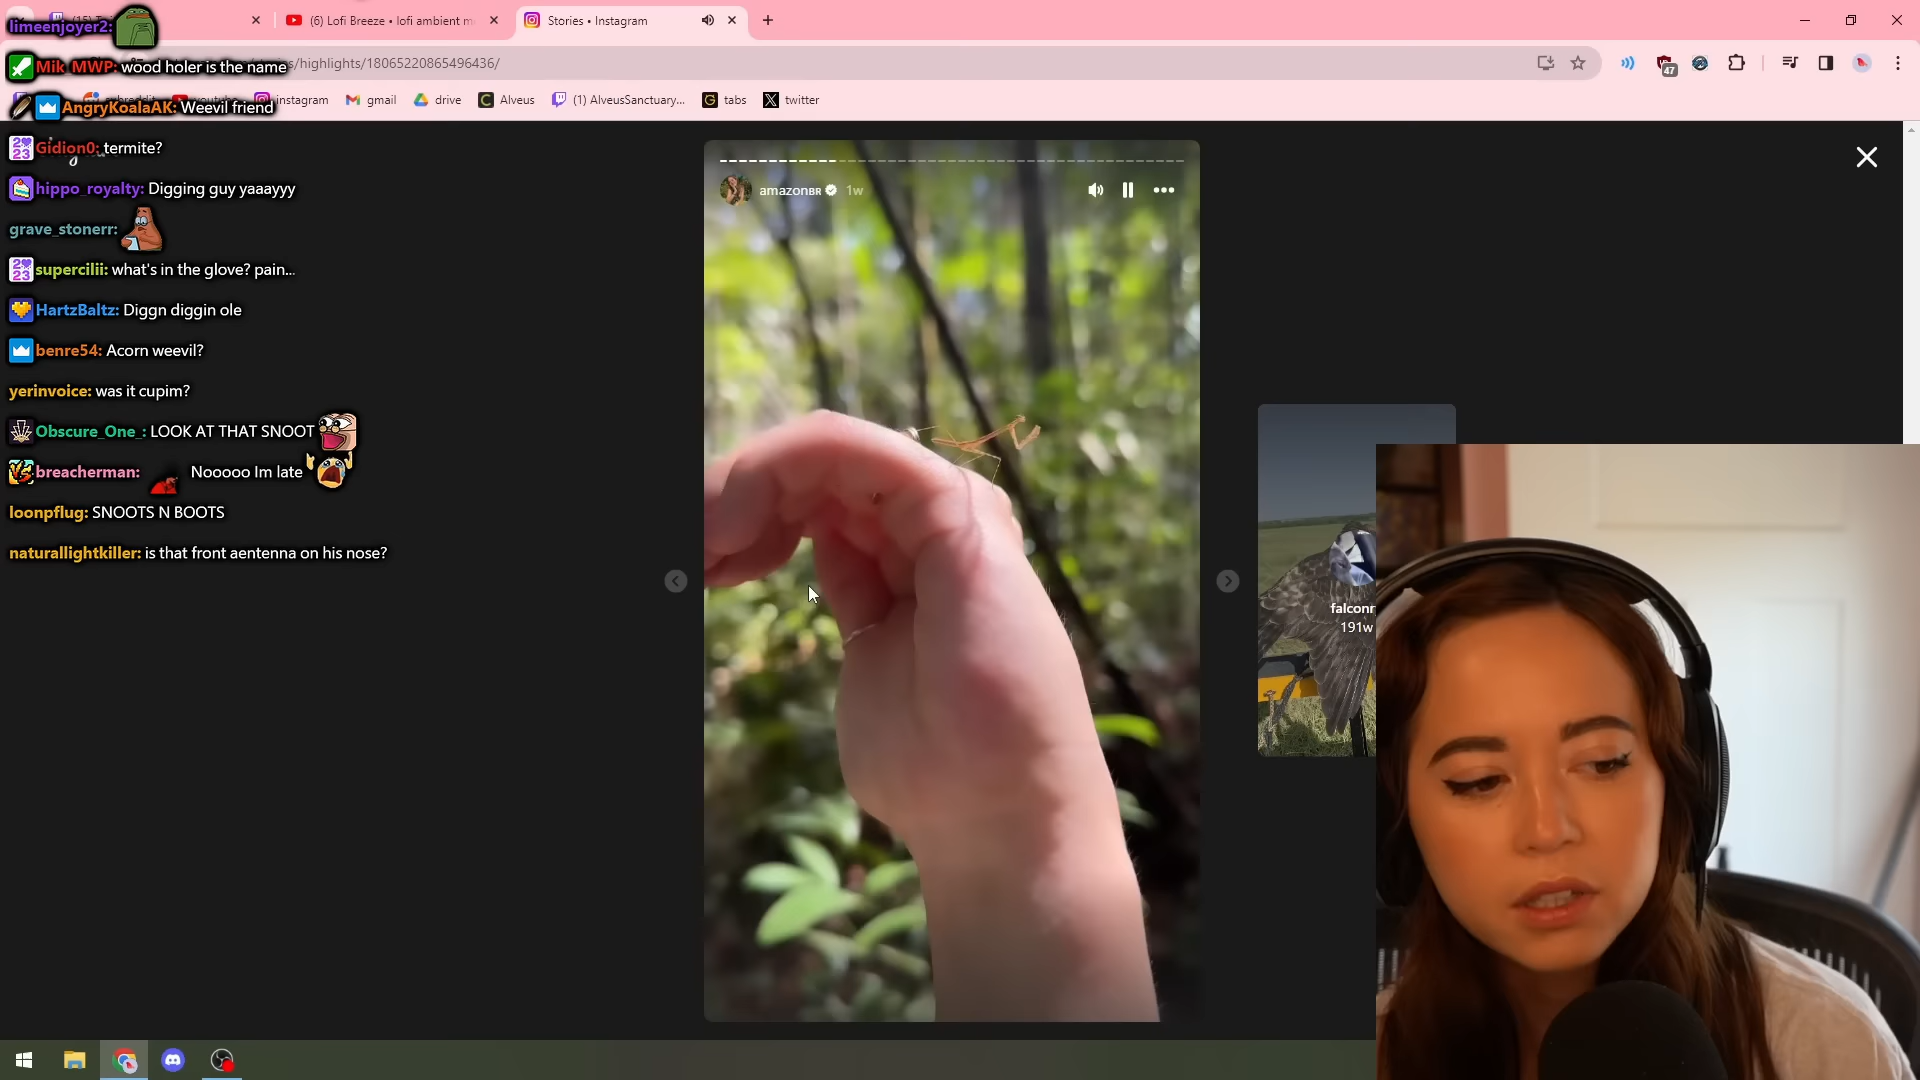 (6) Lofi Breeze • lofi ambient m
Stories • Instagram
/highlights/18065220865496436/
47
instagram
gmail
drive
Alveus
(1) AlveusSanctuary...
tabs
twitter
limeenjoyer2:
Mik_MWP: wood holer is the name
AngryKoalaAK: Weevil friend
Gidion0: termite?
hippo_royalty: Digging guy yaaayyy
grave_stonerr:
supercilii: what's in the glove? pain...
HartzBaltz: Diggn diggin ole
benre54: Acorn weevil?
yerinvoice: was it cupim?
Obscure_One_: LOOK AT THAT SNOOT
breacherman: Nooooo Im late
loonpflug: SNOOTS N BOOTS
naturallightkiller: is that front aentenna on his nose?
amazonBR 1w
falconr
191w